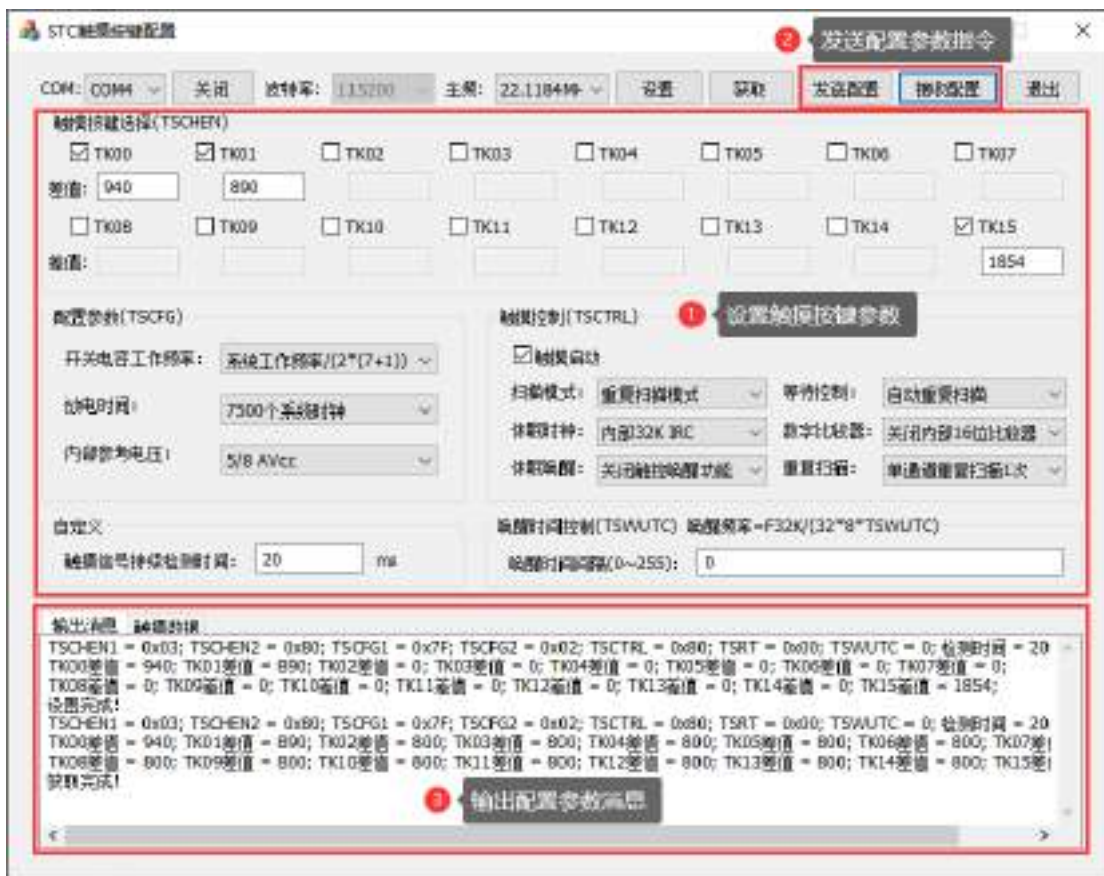 STC触摸按键配置
2 发送配置参数指令
COM: COM4 关闭 波特率: 115200 主频: 22.1184MH 设置 获取 发送配置 接收配置 退出
触摸按键选择(TSCHEN)
TK00 TK01 TK02 TK03 TK04 TK05 TK06 TK07
差值: 940 890
TK08 TK09 TK10 TK11 TK12 TK13 TK14 TK15
差值: 1854
配置参数(TSCFG) 触摸控制(TSCTRL) 1 设置触摸按键参数
开关电容工作频率: 系统工作频率/(2*(7+1)) 触摸启动
扫描模式: 重复扫描模式 等待控制: 自动重复扫描
放电时间: 7500个系统时钟
休眠时钟: 内部32K IRC 数字比较器: 关闭内部16位比较器
内部参考电压: 5/8 AVcc
休眠唤醒: 关闭触摸唤醒功能 重复扫描: 单通道重复扫描1次
自定义 唤醒时间控制(TSWUTC) 唤醒频率=F32K/(32*8*TSWUTC)
触摸信号持续检测时间: 20 ms 唤醒时间间隔(0~255): 0
输出消息 触摸数据
TSCHEN1 = 0x03; TSCHEN2 = 0x80; TSCFG1 = 0x7F; TSCFG2 = 0x02; TSCTRL = 0x80; TSRT = 0x00; TSWUTC = 0; 检测时间 = 20
TK00差值 = 940; TK01差值 = 890; TK02差值 = 0; TK03差值 = 0; TK04差值 = 0; TK05差值 = 0; TK06差值 = 0; TK07差值 = 0;
TK08差值 = 0; TK09差值 = 0; TK10差值 = 0; TK11差值 = 0; TK12差值 = 0; TK13差值 = 0; TK14差值 = 0; TK15差值 = 1854;
设置完成!
TSCHEN1 = 0x03; TSCHEN2 = 0x80; TSCFG1 = 0x7F; TSCFG2 = 0x02; TSCTRL = 0x80; TSRT = 0x00; TSWUTC = 0; 检测时间 = 20
TK00差值 = 940; TK01差值 = 890; TK02差值 = 800; TK03差值 = 800; TK04差值 = 800; TK05差值 = 800; TK06差值 = 800; TK07差
TK08差值 = 800; TK09差值 = 800; TK10差值 = 800; TK11差值 = 800; TK12差值 = 800; TK13差值 = 800; TK14差值 = 800; TK15差
获取完成!
3 输出配置参数消息